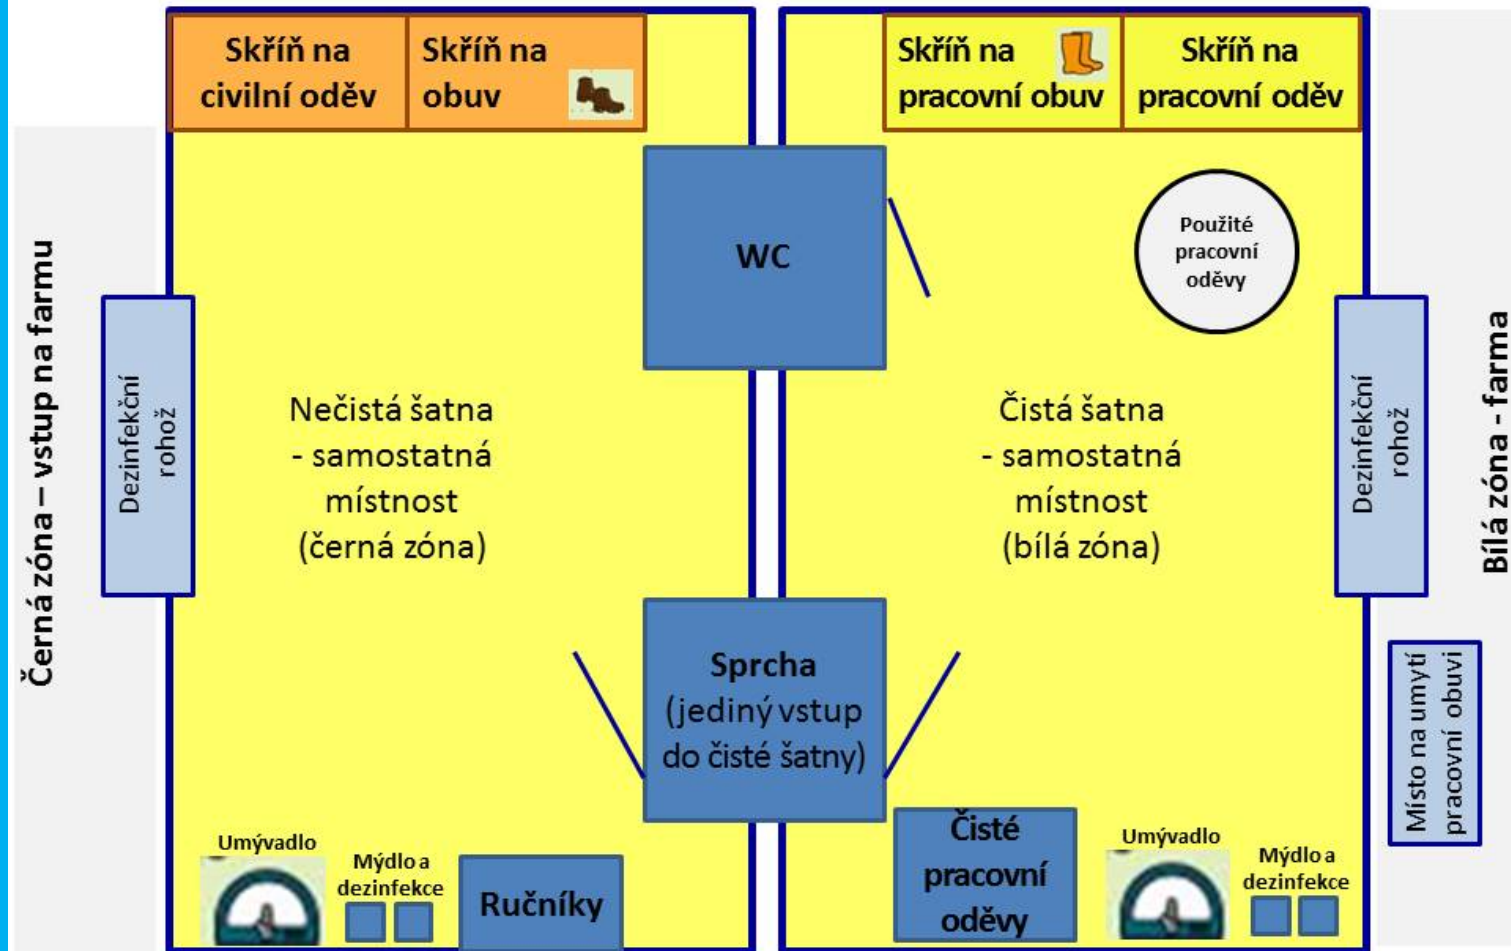 Skříň na
civilní oděv
Skříň na
obuv
Skříň na
pracovní obuv
Skříň na
pracovní oděv
Černá zóna – vstup na farmu
Dezinfekční
rohož
Nečistá šatna
- samostatná
místnost
(černá zóna)
WC
Použité
pracovní
oděvy
Čistá šatna
- samostatná
místnost
(bílá zóna)
Dezinfekční
rohož
Bílá zóna - farma
Sprcha
(jediný vstup
do čisté šatny)
Místo na umytí
pracovní obuvi
Umývadlo
Mýdlo a
dezinfekce
Ručníky
Čisté
pracovní
oděvy
Umývadlo
Mýdlo a
dezinfekce